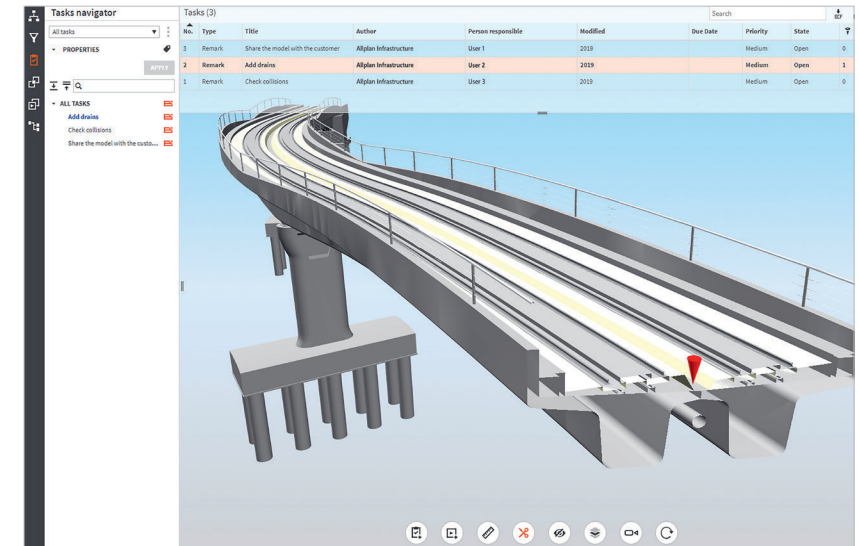 Tasks navigator
All tasks
PROPERTIES
APPLY
ALL TASKS
Add drains
Check collisions
Share the model with the custo...
Tasks (3)
Search
BCF
No. Type Title Author Person responsible Modified Due Date Priority State
3 Remark Share the model with the customer Allplan Infrastructure User 1 2019 Medium Open 0
2 Remark Add drains Allplan Infrastructure User 2 2019 Medium Open 1
1 Remark Check collisions Allplan Infrastructure User 3 2019 Medium Open 0